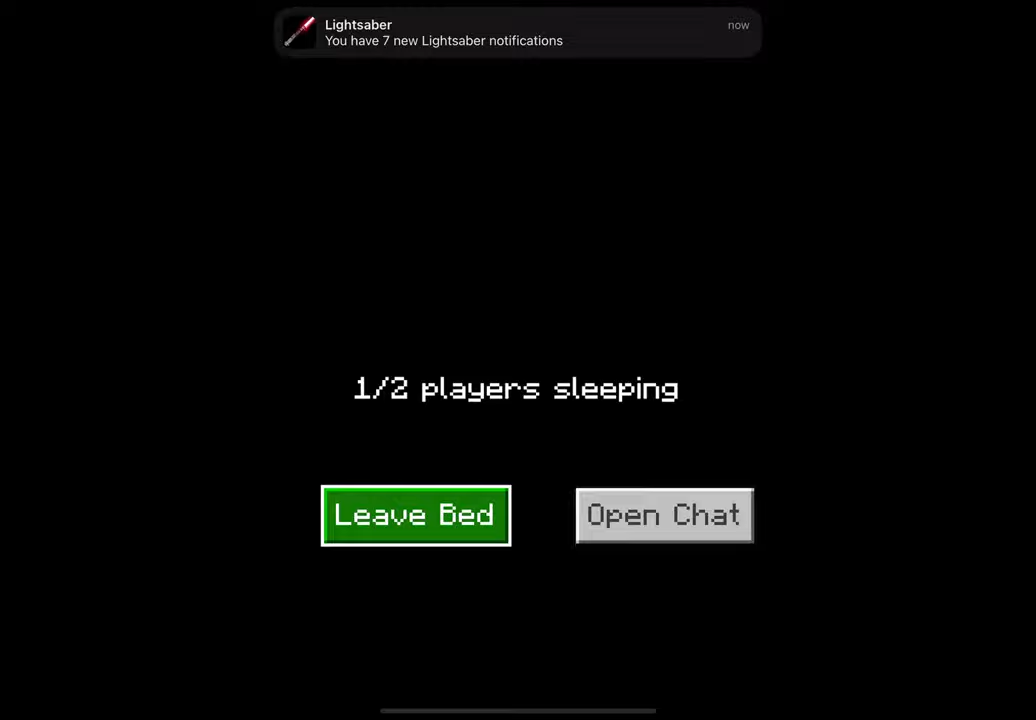 Lightsaber
now
You have 7 new Lightsaber notifications
1/2 players sleeping
Leave Bed
Open Chat